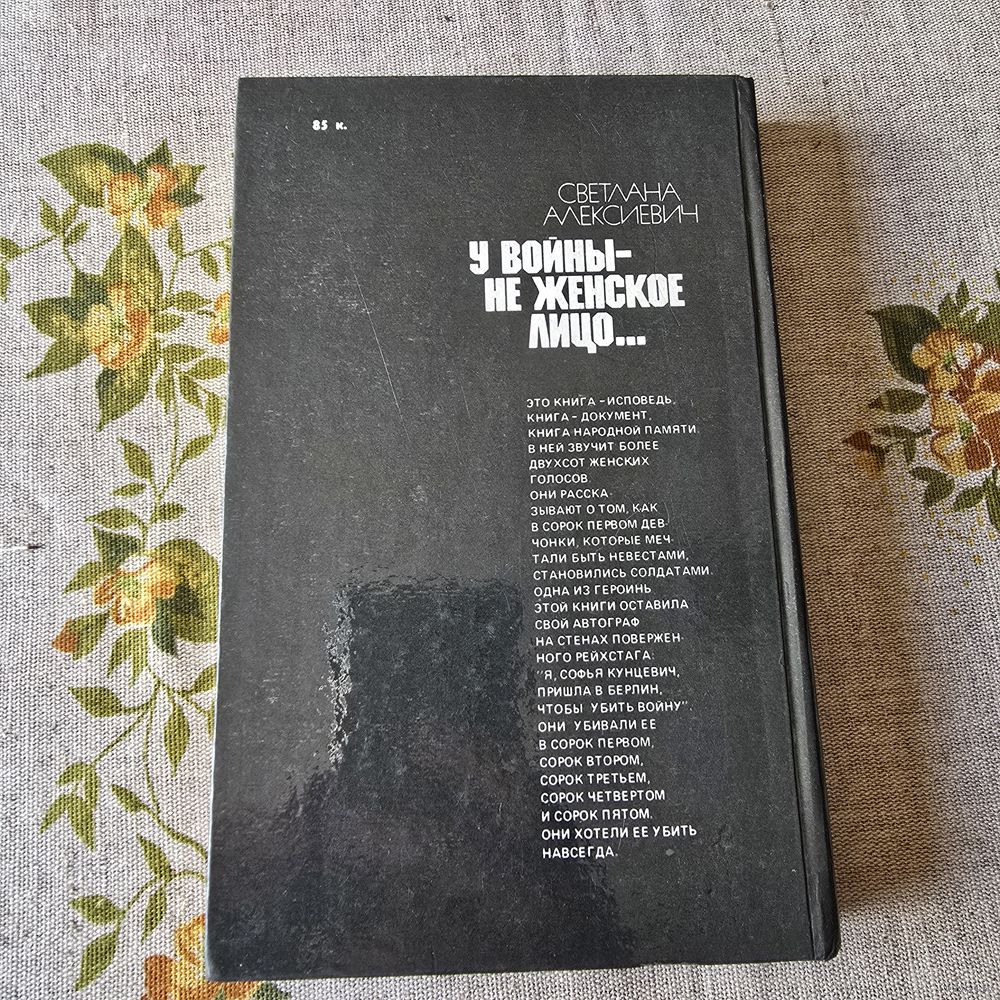 85 к.
СВЕТЛАНА
АЛЕКСИЕВИЧ
У ВОЙНЫ-
НЕ ЖЕНСКОЕ
ЛИЦО...
ЭТО КНИГА - ИСПОВЕДЬ,
КНИГА - ДОКУМЕНТ,
КНИГА НАРОДНОЙ ПАМЯТИ.
В НЕЙ ЗВУЧИТ БОЛЕЕ
ДВУХСОТ ЖЕНСКИХ
ГОЛОСОВ.
ОНИ РАССКА-
ЗЫВАЮТ О ТОМ, КАК
В СОРОК ПЕРВОМ ДЕВ-
ЧОНКИ, КОТОРЫЕ МЕЧ-
ТАЛИ БЫТЬ НЕВЕСТАМИ,
СТАНОВИЛИСЬ СОЛДАТАМИ.
ОДНА ИЗ ГЕРОИНЬ
ЭТОЙ КНИГИ ОСТАВИЛА
СВОЙ АВТОГРАФ
НА СТЕНАХ ПОВЕРЖЕН-
НОГО РЕЙХСТАГА:
"Я, СОФЬЯ КУНЦЕВИЧ,
ПРИШЛА В БЕРЛИН,
ЧТОБЫ УБИТЬ ВОЙНУ".
ОНИ УБИВАЛИ ЕЕ
В СОРОК ПЕРВОМ,
СОРОК ВТОРОМ,
СОРОК ТРЕТЬЕМ,
СОРОК ЧЕТВЕРТОМ
И СОРОК ПЯТОМ.
ОНИ ХОТЕЛИ ЕЕ УБИТЬ
НАВСЕГДА.